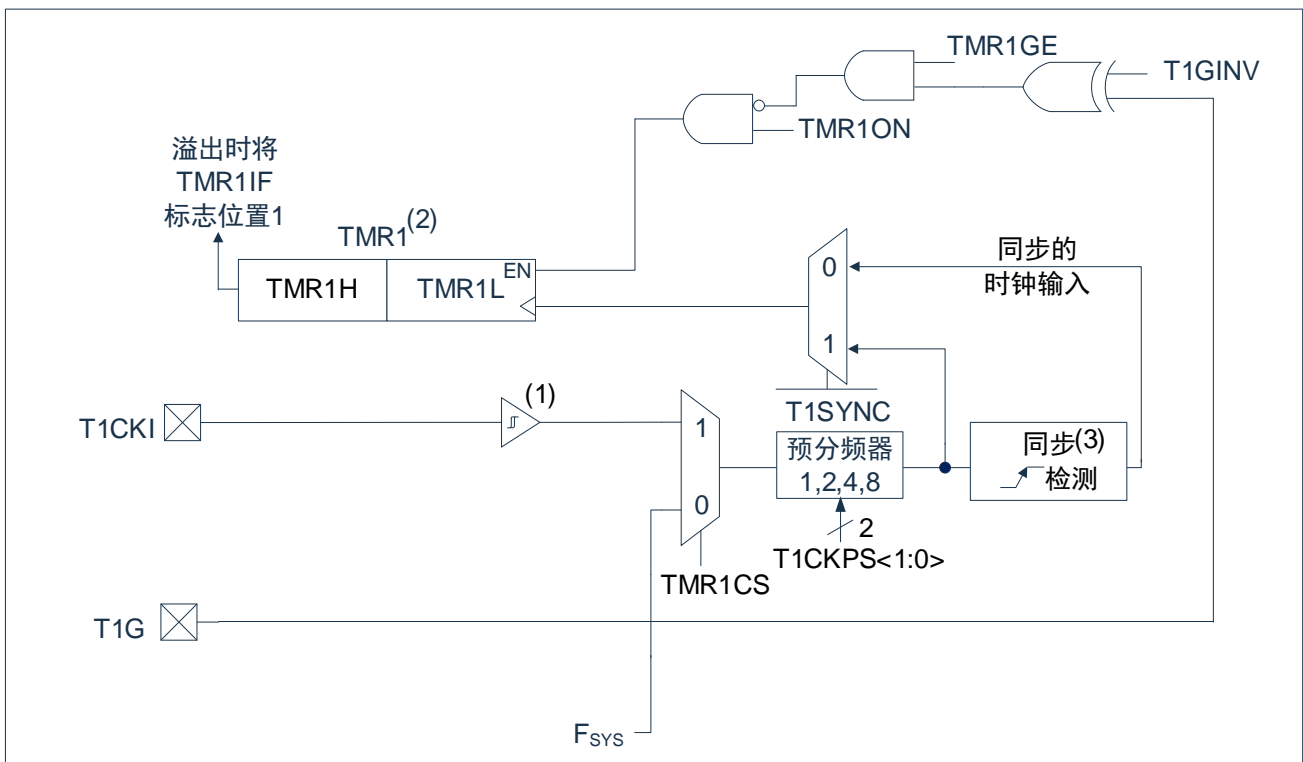 TMR1GE
T1GINV
TMR1ON
溢出时将
TMR1IF
标志位置1
TMR1(2)
EN
TMR1H
TMR1L
0
1
同步的
时钟输入
T1SYNC
T1CKI
(1)
1
0
预分频器
1,2,4,8
同步(3)
检测
2
T1CKPS<1:0>
TMR1CS
T1G
FSYS